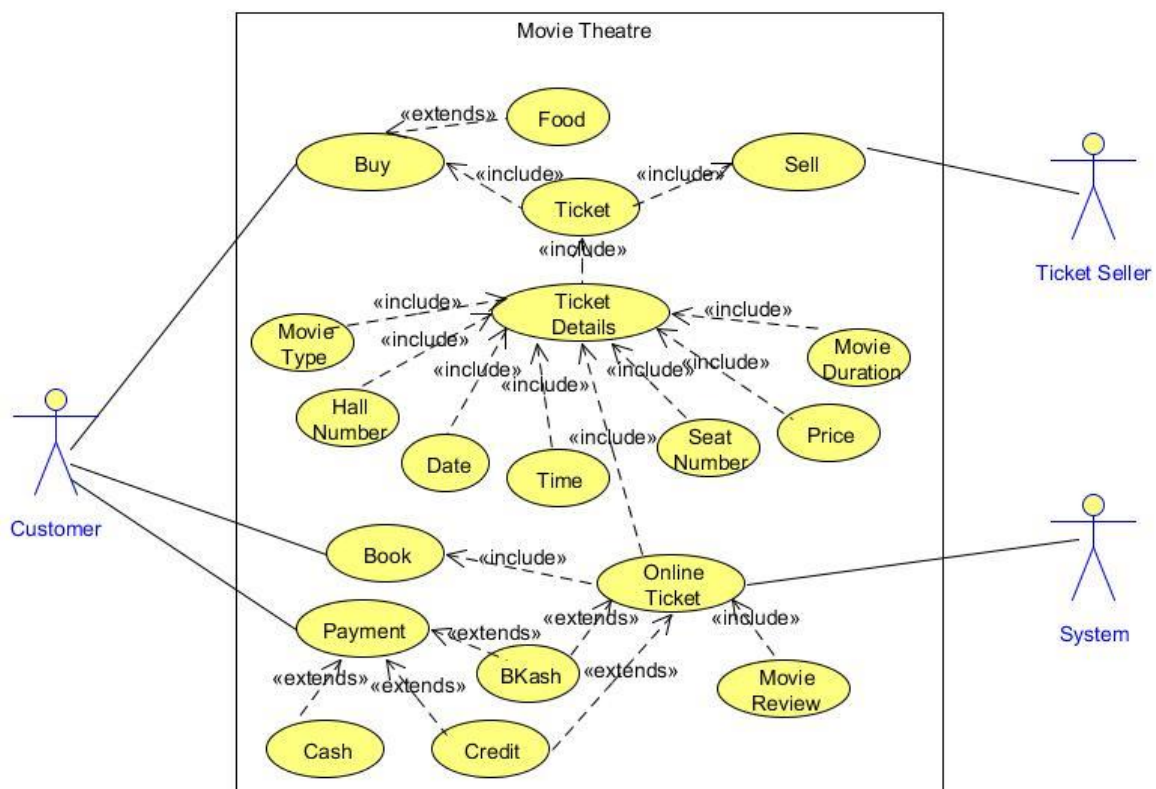 Movie Theatre
«extends»
Food
Buy
«include»
«include»
Sell
Ticket
«include»
Ticket Seller
«include»
Ticket
Details
«include»
Movie
Type
«include»
«include»
Movie
Duration
«include»
«include»
«include»
Hall
Number
«include»
Seat
Number
Price
Date
Time
Customer
Book
«include»
Online
Ticket
Payment
«extends»
«extends»
«include»
System
BKash
«extends»
«extends»
«extends»
Movie
Review
Cash
Credit